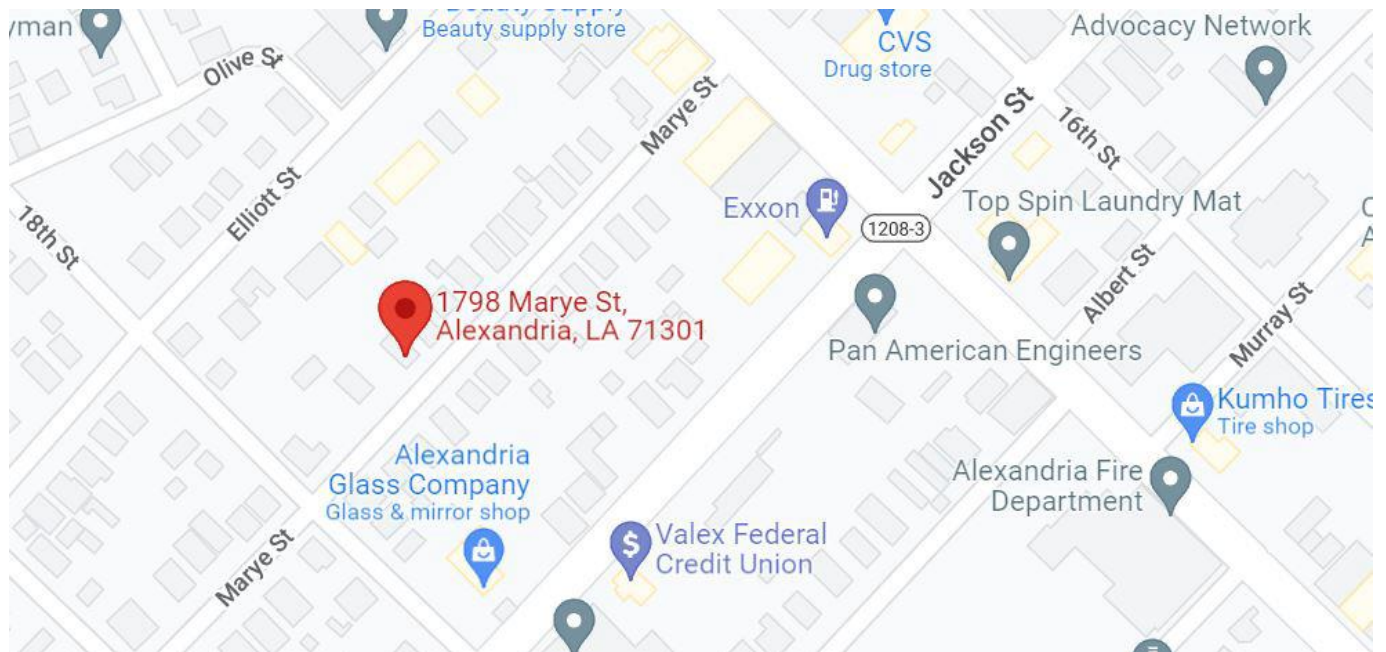 yman
Olive St
Beauty Supply
Beauty supply store
CVS
Drug store
Advocacy Network
Marye St
Jackson St
16th St
18th St
Elliott St
Exxon
1208-3
Top Spin Laundry Mat
1798 Marye St,
Alexandria, LA 71301
Albert St
Murray St
Pan American Engineers
Kumho Tires
Tire shop
Alexandria
Glass Company
Glass & mirror shop
Alexandria Fire
Department
Valex Federal
Credit Union
Marye St